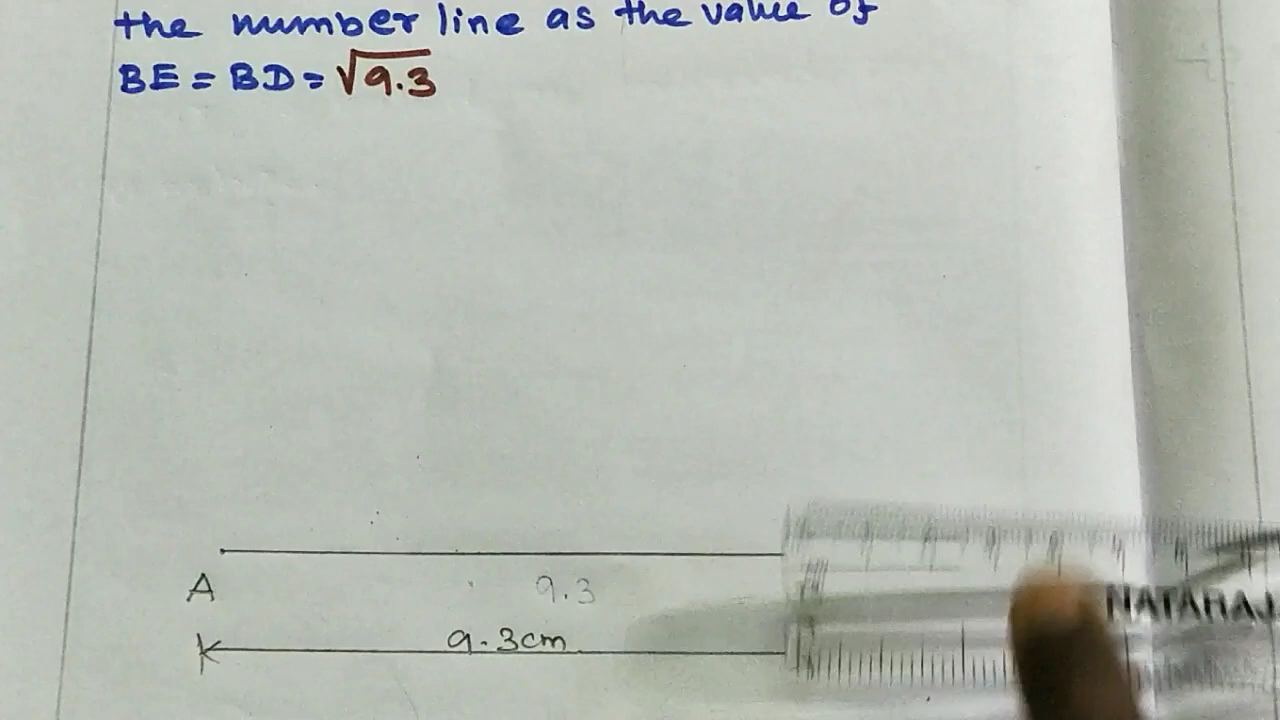 the number line as the value of
BE = BD = √9.3
A
9.3
9.3cm
NATARAJ